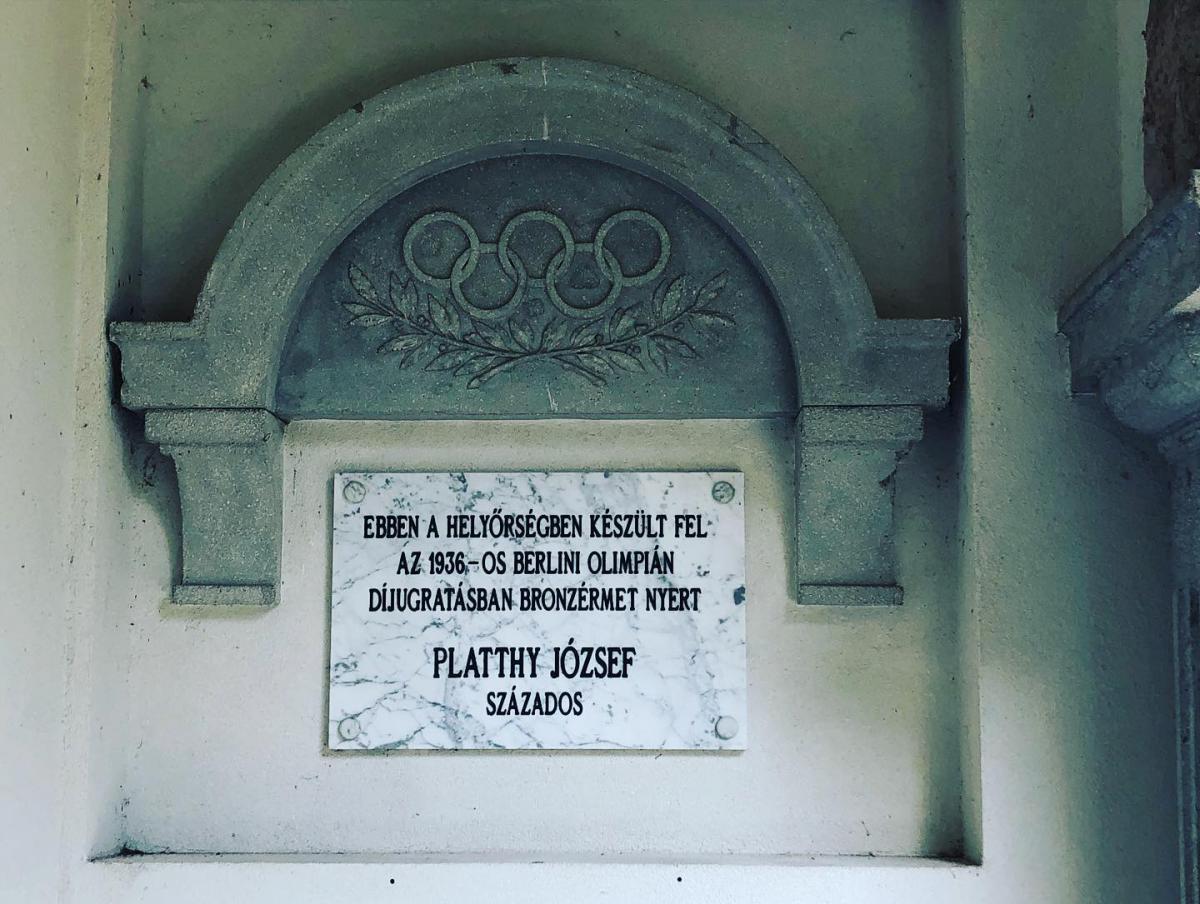 EBBEN A HELYŐRSÉGBEN KÉSZÜLT FEL
AZ 1936.-OS BERLINI OLIMPIÁN
DÍJUGRATÁSBAN BRONZÉRMET NYERT
PLATTHY JÓZSEF
SZÁZADOS